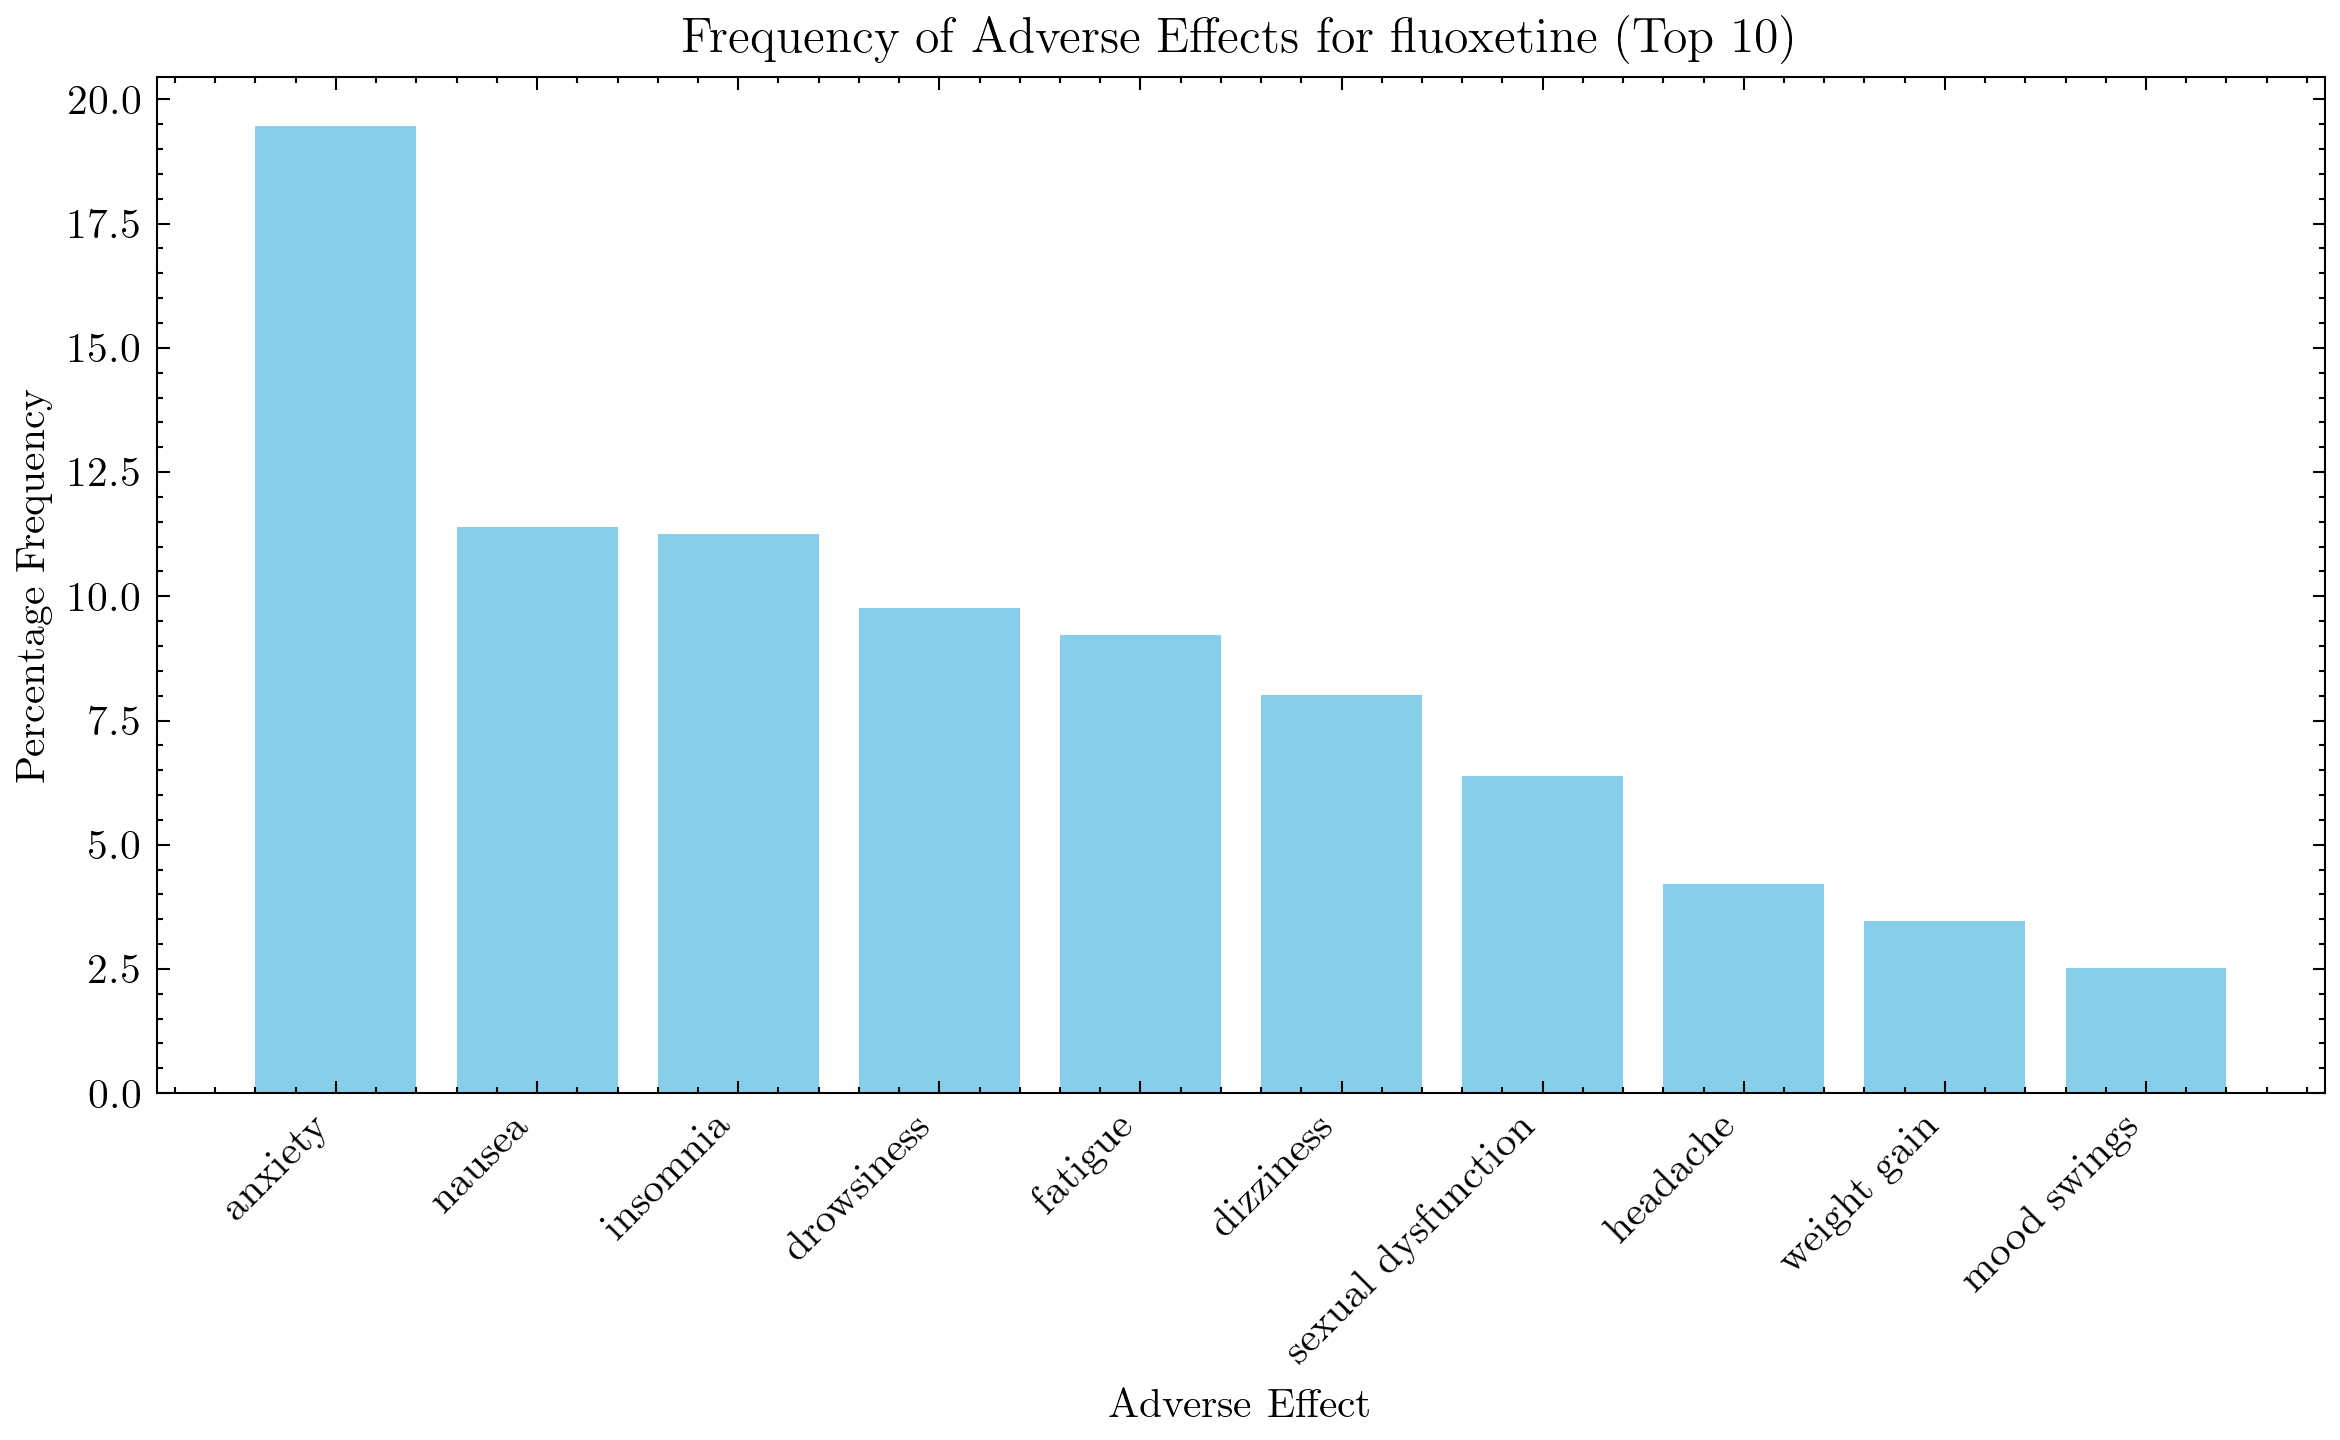 Frequency of Adverse Effects for fluoxetine (Top 10)
Percentage Frequency
20.0
17.5
15.0
12.5
10.0
7.5
5.0
2.5
0.0
anxiety
nausea
insomnia
drowsiness
fatigue
dizziness
sexual dysfunction
headache
weight gain
mood swings
Adverse Effect